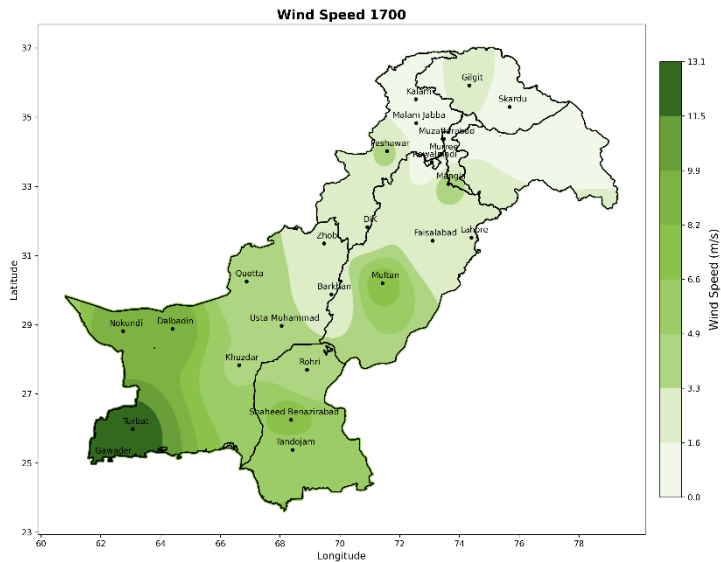 Wind Speed 1700
37
35
33
31
29
27
25
23
Latitude
60
62
64
66
68
70
72
74
76
78
Longitude
Gilgit
Kalam
Skardu
Malam Jabba
Muzaffarabad
Murree
Peshawar
Rawalpindi
Mangla
DIK
Zhob
Faisalabad
Lahore
Quetta
Barkhan
Multan
Nokundi
Dalbadin
Usta Muhammad
Khuzdar
Rohri
Shaheed Benazirabad
Turbat
Tandojam
Gawader
13.1
11.5
9.9
8.2
6.6
4.9
3.3
1.6
0.0
Wind Speed (m/s)